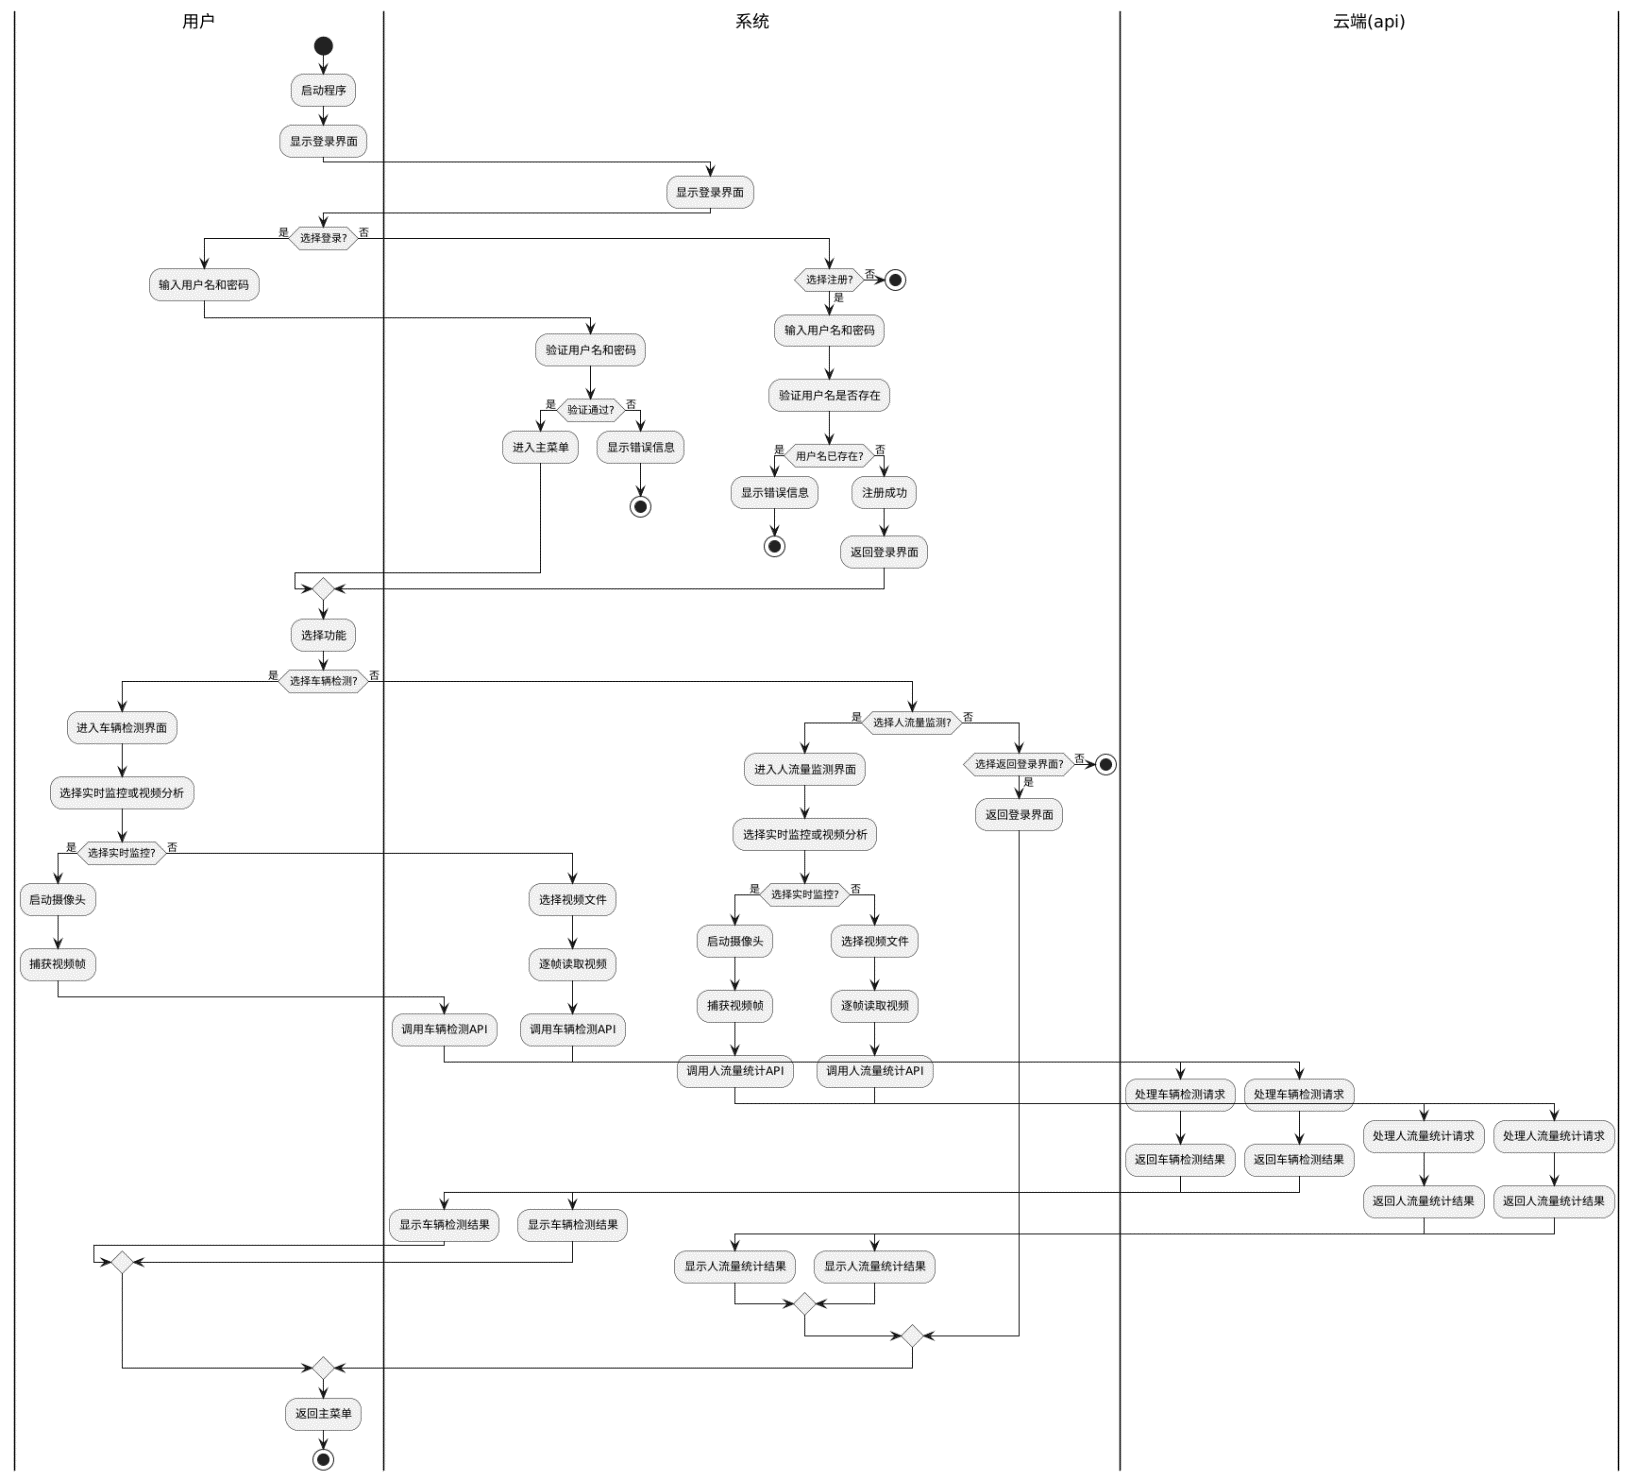 用户
系统
云端(api)
启动程序
显示登录界面
显示登录界面
选择登录?
是
否
输入用户名和密码
选择注册?
否
是
输入用户名和密码
验证用户名和密码
验证用户名是否存在
验证通过?
是
否
进入主菜单
显示错误信息
用户名已存在?
是
否
显示错误信息
注册成功
返回登录界面
选择功能
选择车辆检测?
是
否
进入车辆检测界面
选择人流量监测?
是
否
进入人流量监测界面
选择返回登录界面?
否
是
返回登录界面
选择实时监控或视频分析
选择实时监控或视频分析
选择实时监控?
是
否
启动摄像头
选择视频文件
选择实时监控?
是
否
启动摄像头
选择视频文件
捕获视频帧
逐帧读取视频
捕获视频帧
逐帧读取视频
调用车辆检测API
调用车辆检测API
调用人流量统计API
调用人流量统计API
处理车辆检测请求
处理车辆检测请求
处理人流量统计请求
处理人流量统计请求
返回车辆检测结果
返回车辆检测结果
返回人流量统计结果
返回人流量统计结果
显示车辆检测结果
显示车辆检测结果
显示人流量统计结果
显示人流量统计结果
返回主菜单